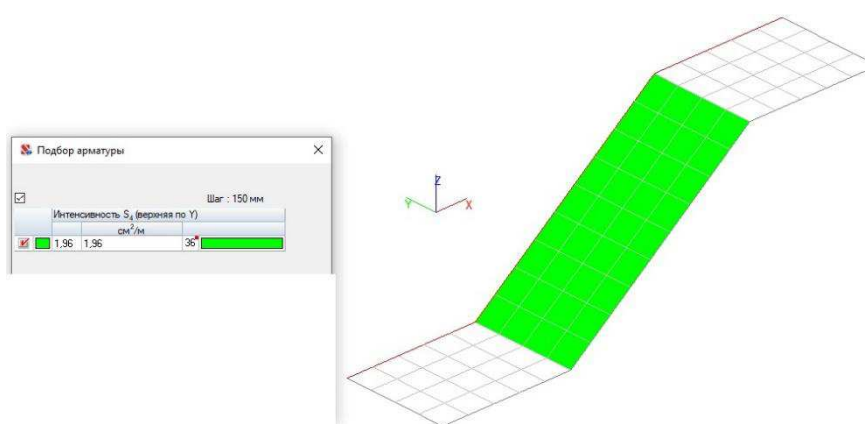 Подбор арматуры
Шаг : 150 мм
Интенсивность S4 (верхняя по Y)
см²/м
1,96 1,96 36
Z
Y
X